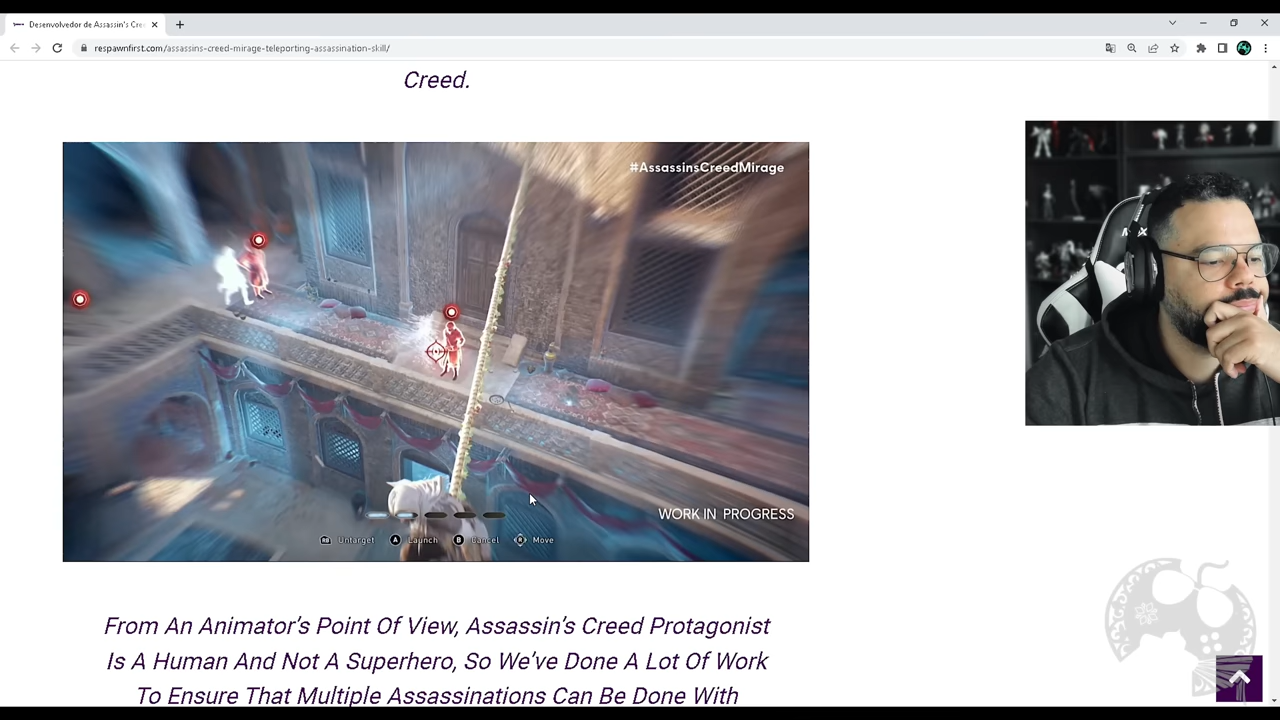 Desenvolvedor de Assassin's Cre
respawnfirst.com/assassins-creed-mirage-teleporting-assassination-skill/
Creed.
#AssassinsCreedMirage
WORK IN PROGRESS
RB Untarget A Launch B Cancel R Move
From An Animator's Point Of View, Assassin's Creed Protagonist
Is A Human And Not A Superhero, So We've Done A Lot Of Work
To Ensure That Multiple Assassinations Can Be Done With